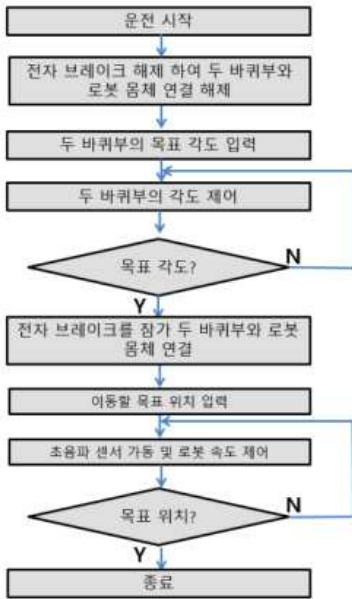 운전 시작
전자 브레이크 해제 하여 두 바퀴부와
로봇 몸체 연결 해제
두 바퀴부의 목표 각도 입력
두 바퀴부의 각도 제어
목표 각도?
N
Y
전자 브레이크를 잠가 두 바퀴부와 로봇
몸체 연결
이동할 목표 위치 입력
초음파 센서 가동 및 로봇 속도 제어
목표 위치?
N
Y
종료